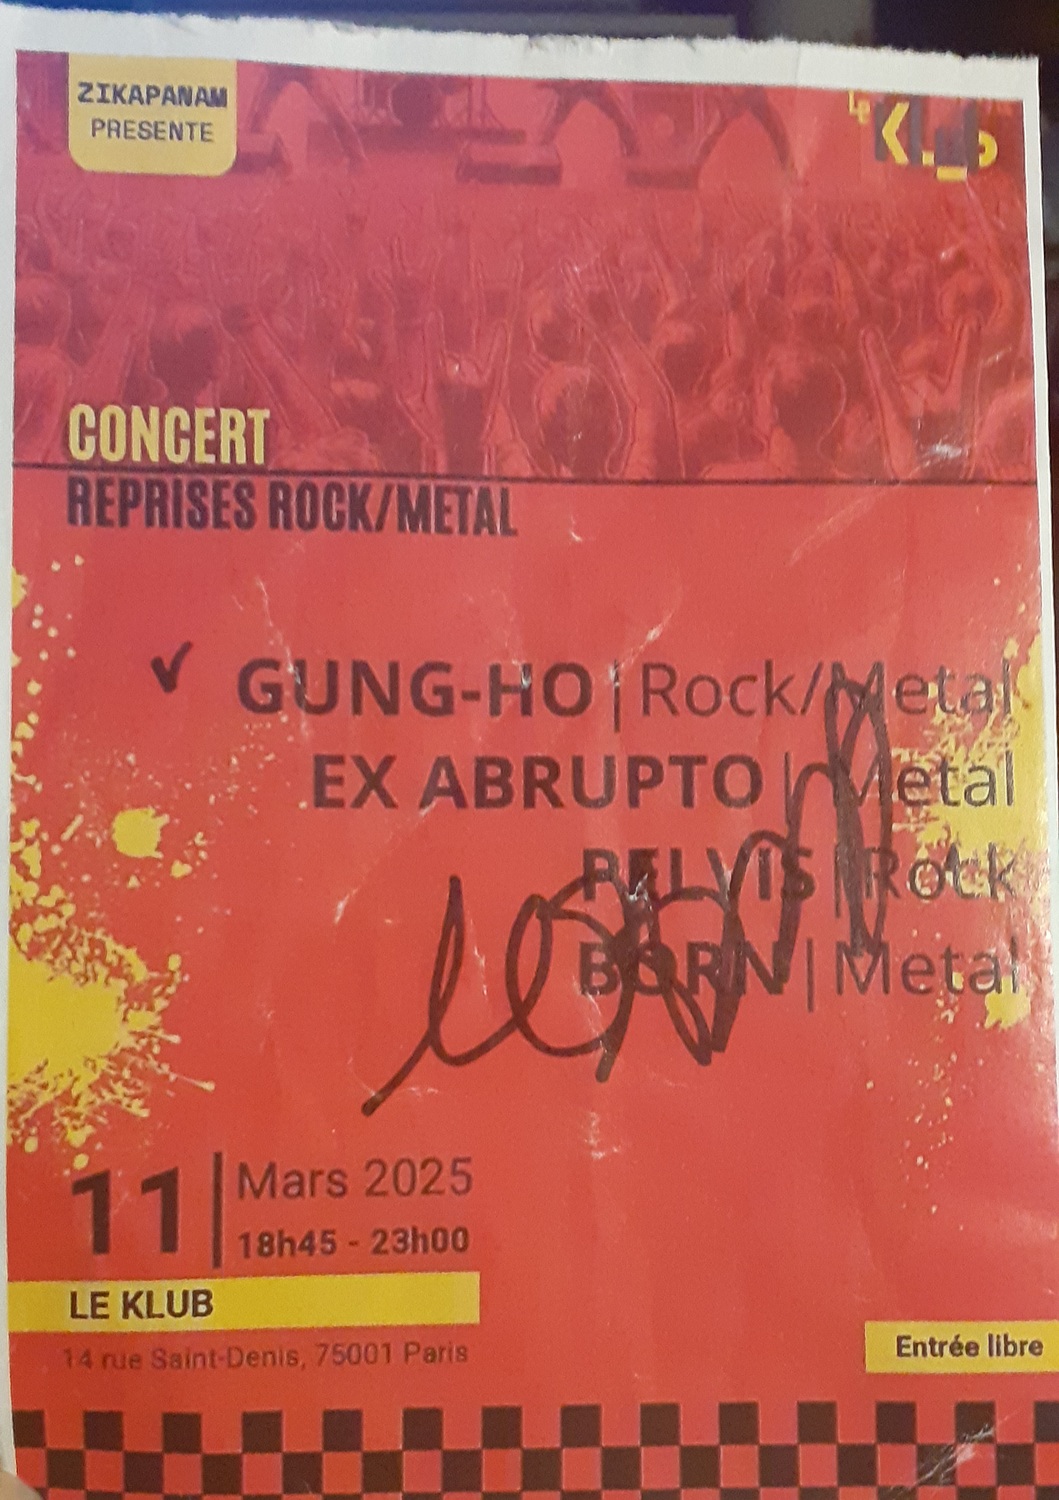 ZIKAPANAM
PRESENTE
Le KLUB
CONCERT
REPRISES ROCK/METAL
GUNG-HO | Rock/Metal
EX ABRUPTO | Metal
PELVIS | Rock
BORN | Metal
11 | Mars 2025
18h45 - 23h00
LE KLUB
14 rue Saint-Denis, 75001 Paris
Entrée libre